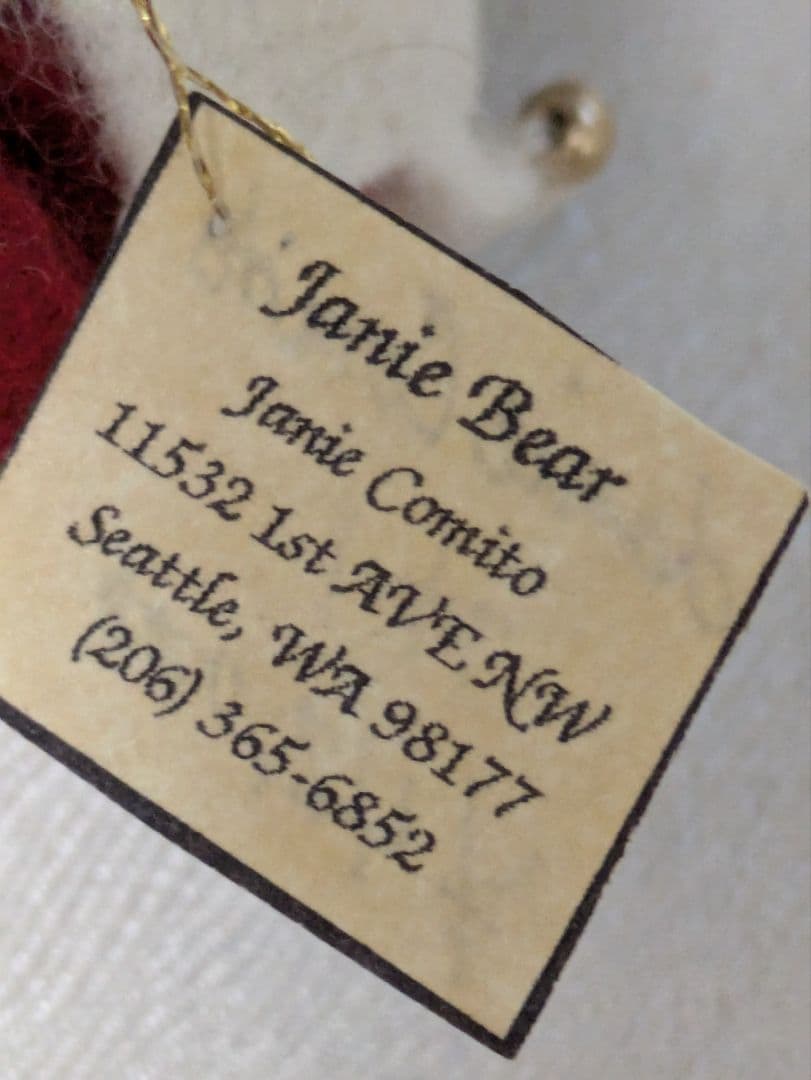 Janie Bear
Janie Comito
11532 1st AVE NW
Seattle, WA 98177
(206) 365-6852